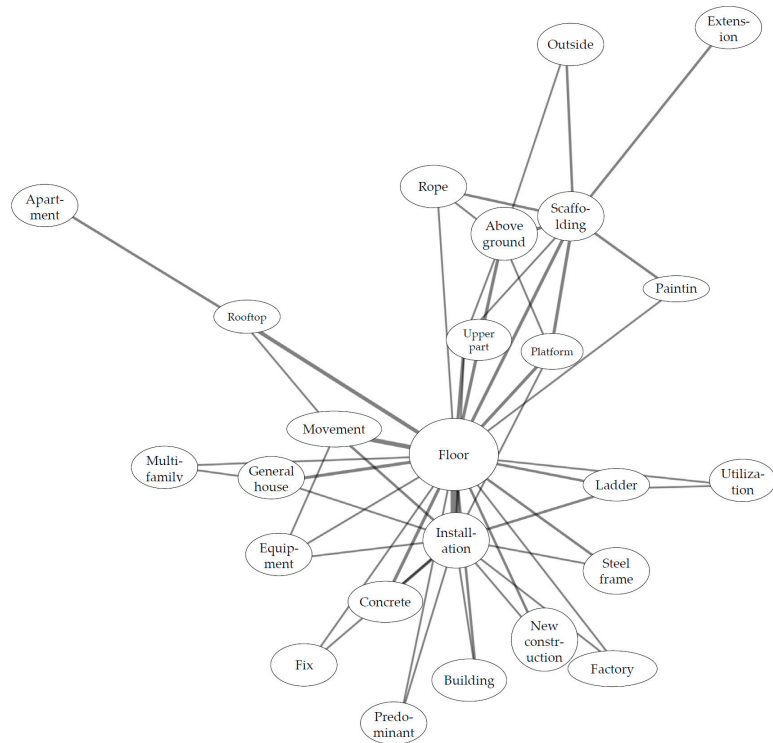 Extens-
ion
Outside
Rope
Apart-
ment
Scaffo-
lding
Above
ground
Paintin
Rooftop
Upper
part
Platform
Movement
Floor
Multi-
family
General
house
Ladder
Utiliza-
tion
Install-
ation
Equip-
ment
Steel
frame
Concrete
New
constr-
uction
Fix
Factory
Building
Predo-
minant